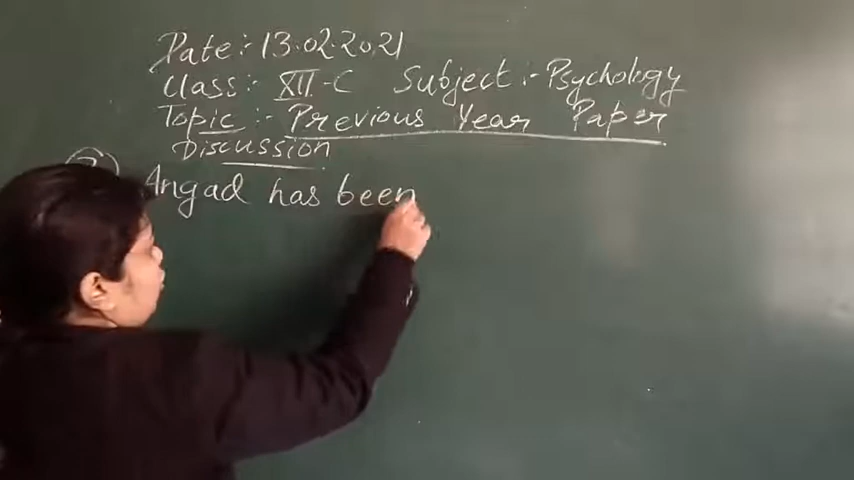 Date :- 13.02.2021
Class :- XII-C Subject :- Psychology
Topic :- Previous Year Paper
Discussion
Angad has been